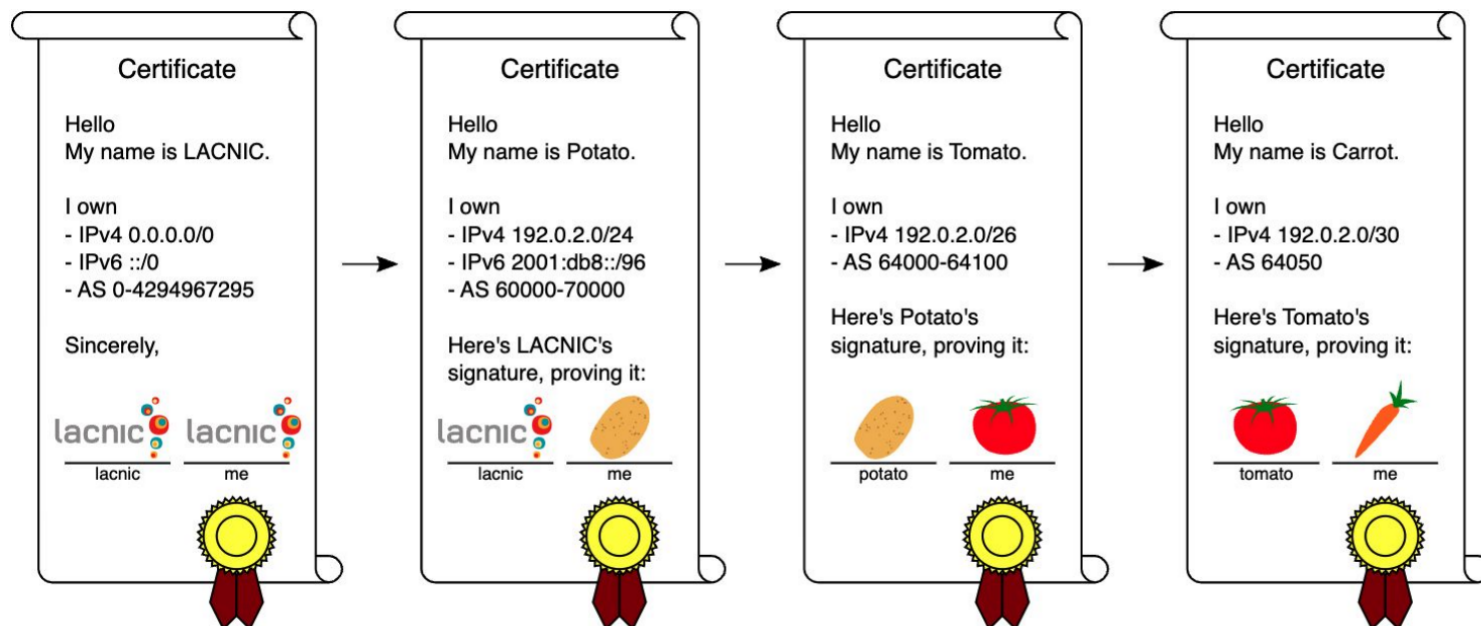 Certificate
Hello
My name is LACNIC.
I own
- IPv4 0.0.0.0/0
- IPv6 ::/0
- AS 0-4294967295
Sincerely,
lacnic lacnic
lacnic me
Certificate
Hello
My name is Potato.
I own
- IPv4 192.0.2.0/24
- IPv6 2001:db8::/96
- AS 60000-70000
Here's LACNIC's
signature, proving it:
lacnic
lacnic me
Certificate
Hello
My name is Tomato.
I own
- IPv4 192.0.2.0/26
- AS 64000-64100
Here's Potato's
signature, proving it:
potato me
Certificate
Hello
My name is Carrot.
I own
- IPv4 192.0.2.0/30
- AS 64050
Here's Tomato's
signature, proving it:
tomato me